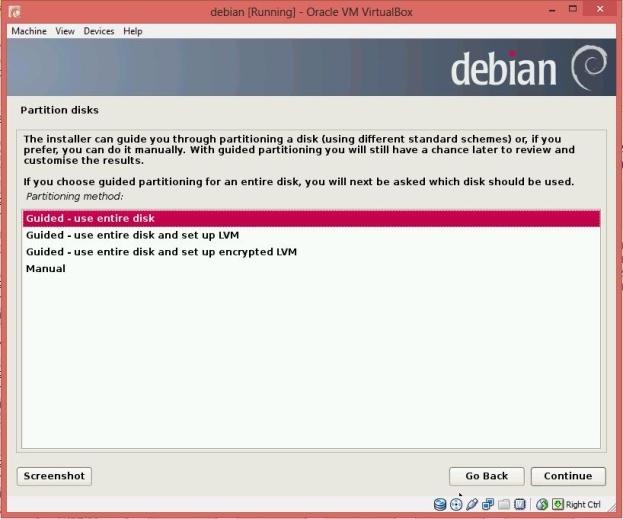 debian [Running] - Oracle VM VirtualBox
Machine View Devices Help
debian
Partition disks
The installer can guide you through partitioning a disk (using different standard schemes) or, if you
prefer, you can do it manually. With guided partitioning you will still have a chance later to review and
customise the results.
If you choose guided partitioning for an entire disk, you will next be asked which disk should be used.
Partitioning method:
Guided - use entire disk
Guided - use entire disk and set up LVM
Guided - use entire disk and set up encrypted LVM
Manual
Screenshot
Go Back
Continue
Right Ctrl